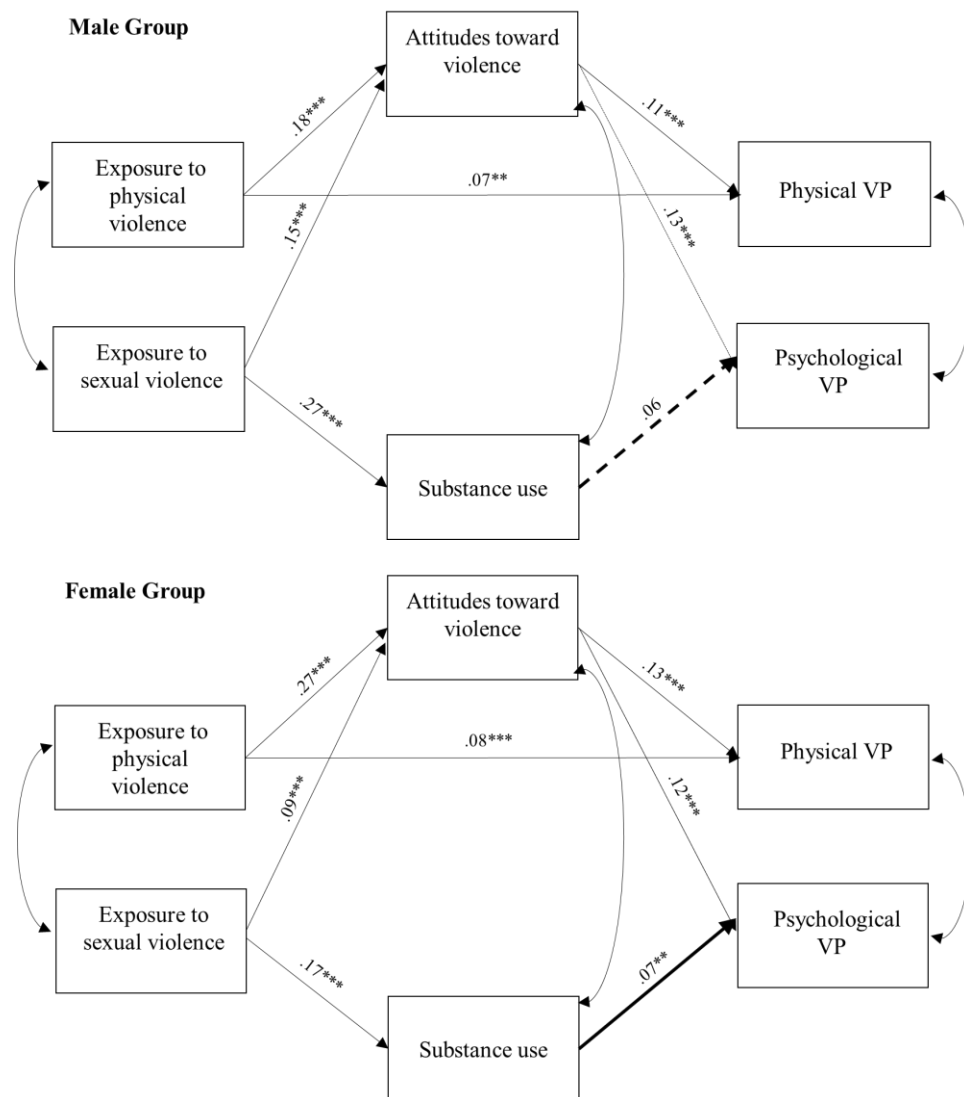 Male Group
Attitudes toward
violence
.18***
.11***
Exposure to
physical
violence
.07**
Physical VP
.15***
.13***
Exposure to
sexual violence
Psychological
VP
.27***
.06
Substance use
Female Group
Attitudes toward
violence
.27***
.13***
Exposure to
physical
violence
.08***
Physical VP
.09***
.12***
Exposure to
sexual violence
Psychological
VP
.17***
.07**
Substance use